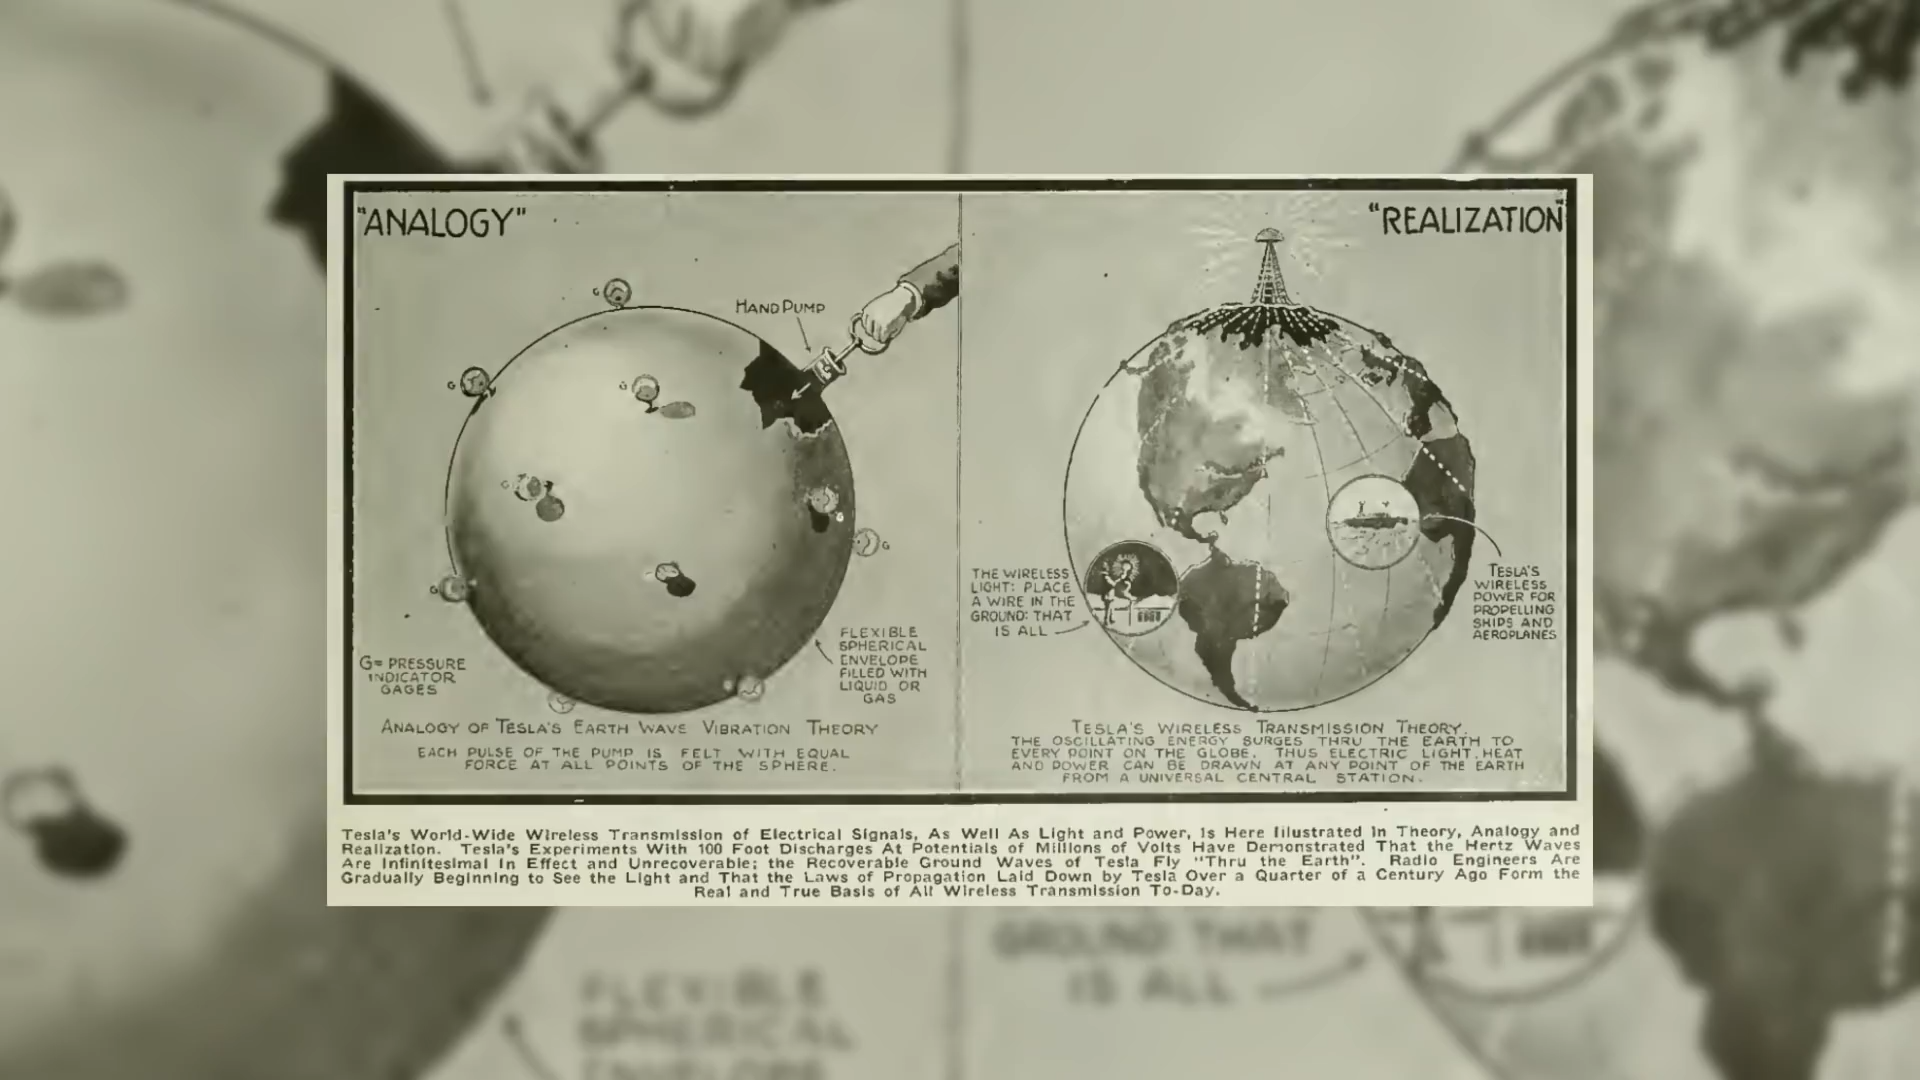 "ANALOGY"
HAND PUMP
G
G
G
G
G
G
G
G= PRESSURE
INDICATOR
GAGES
FLEXIBLE
SPHERICAL
ENVELOPE
FILLED WITH
LIQUID OR
GAS
ANALOGY OF TESLA'S EARTH WAVE VIBRATION THEORY
EACH PULSE OF THE PUMP IS FELT WITH EQUAL
FORCE AT ALL POINTS OF THE SPHERE.
"REALIZATION"
THE WIRELESS
LIGHT: PLACE
A WIRE IN THE
GROUND: THAT
IS ALL
TESLA'S
WIRELESS
POWER FOR
PROPELLING
SHIPS AND
AEROPLANES
TESLA'S WIRELESS TRANSMISSION THEORY.
THE OSCILLATING ENERGY SURGES THRU THE EARTH TO
EVERY POINT ON THE GLOBE. THUS ELECTRIC LIGHT, HEAT
AND POWER CAN BE DRAWN AT ANY POINT OF THE EARTH
FROM A UNIVERSAL CENTRAL STATION.
Tesla's World-Wide Wireless Transmission of Electrical Signals, As Well As Light and Power, Is Here Illustrated In Theory, Analogy and
Realization. Tesla's Experiments With 100 Foot Discharges At Potentials of Millions of Volts Have Demonstrated That the Hertz Waves
Are Infinitesimal In Effect and Unrecoverable; the Recoverable Ground Waves of Tesla Fly "Thru the Earth". Radio Engineers Are
Gradually Beginning to See the Light and That the Laws of Propagation Laid Down by Tesla Over a Quarter of a Century Ago Form the
Real and True Basis of All Wireless Transmission To-Day.
GROUND THAT
IS ALL
FLEXIBLE
SPHERICAL
ENVELOPE